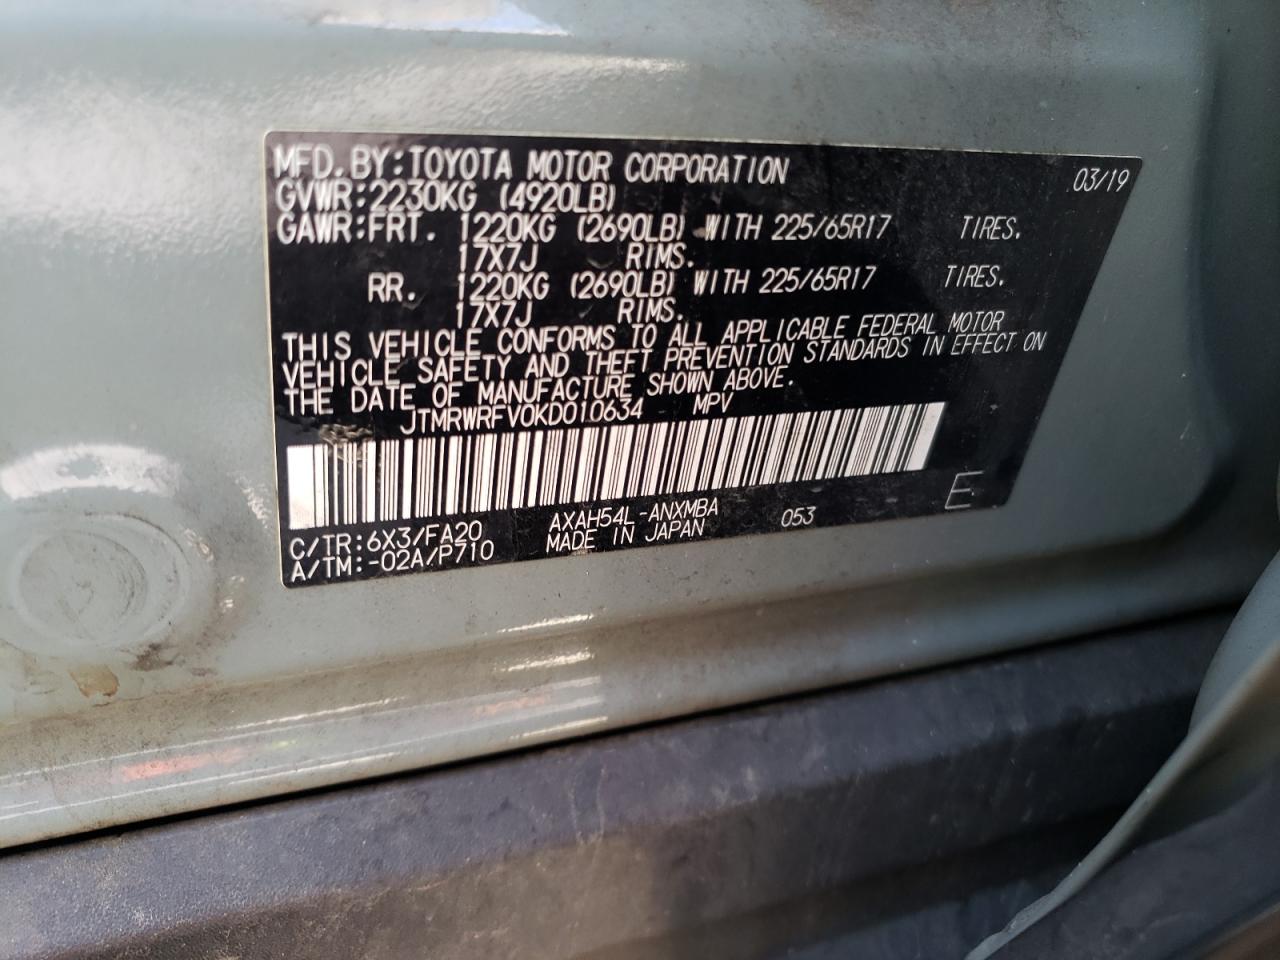 MFD.BY:TOYOTA MOTOR CORPORATION 03/19
GVWR:2230KG (4920LB)
GAWR:FRT. 1220KG (2690LB) WITH 225/65R17 TIRES.
17X7J RIMS.
RR. 1220KG (2690LB) WITH 225/65R17 TIRES.
17X7J RIMS.
THIS VEHICLE CONFORMS TO ALL APPLICABLE FEDERAL MOTOR
VEHICLE SAFETY AND THEFT PREVENTION STANDARDS IN EFFECT ON
THE DATE OF MANUFACTURE SHOWN ABOVE.
JTMRWRFV0KD010634 MPV
C/TR:6X3/FA20 AXAH54L-ANXMBA 053 E
A/TM:-02A/P710 MADE IN JAPAN